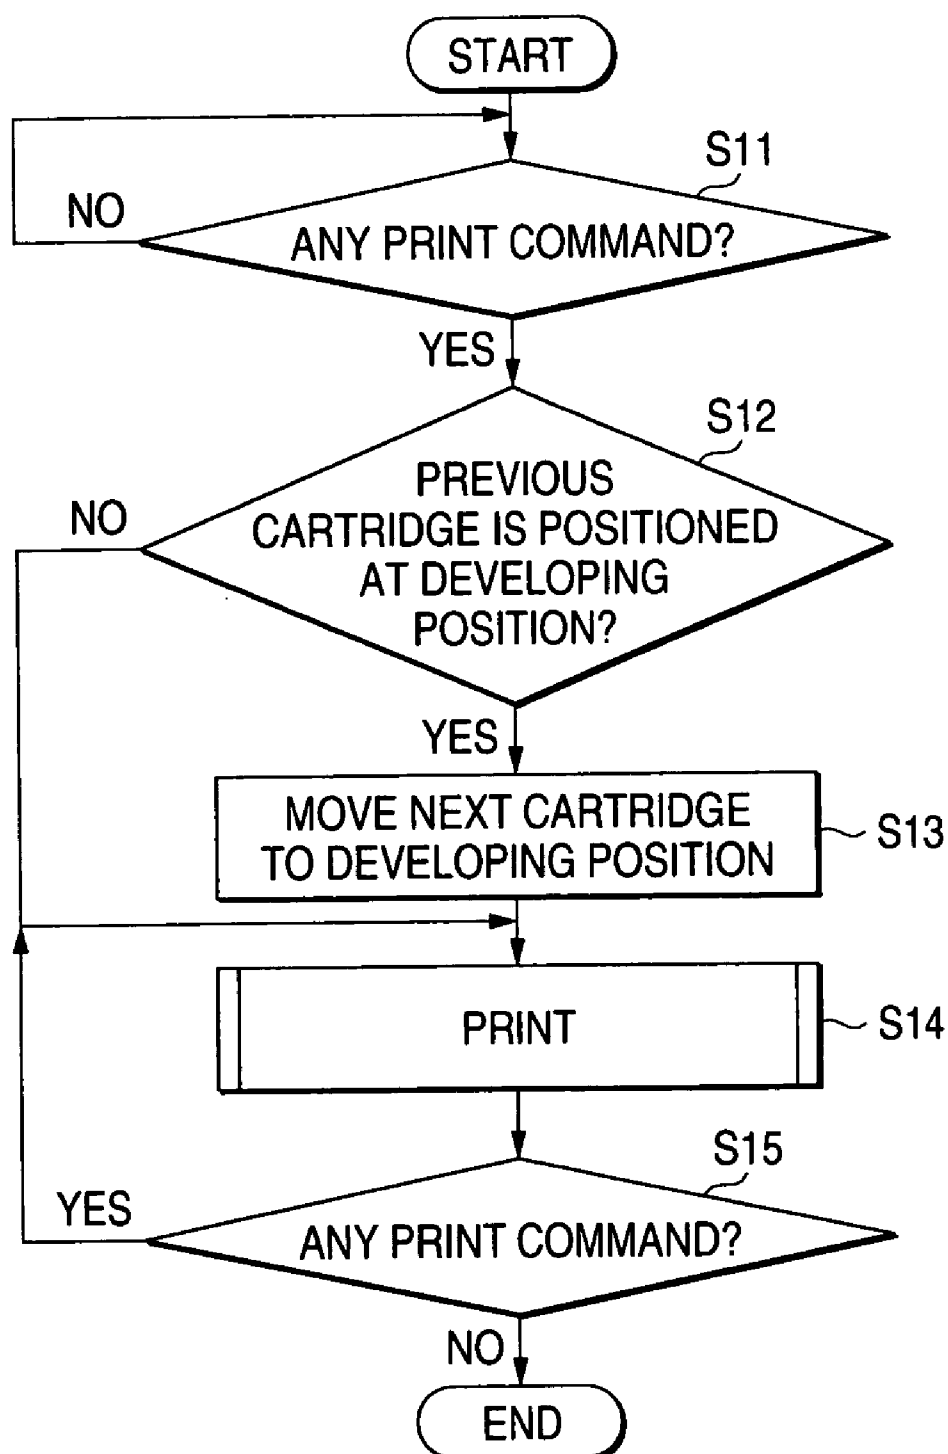 START
S11
NO
ANY PRINT COMMAND?
YES
S12
NO
PREVIOUS
CARTRIDGE IS POSITIONED
AT DEVELOPING
POSITION?
YES
MOVE NEXT CARTRIDGE
TO DEVELOPING POSITION
S13
PRINT
S14
S15
YES
ANY PRINT COMMAND?
NO
END